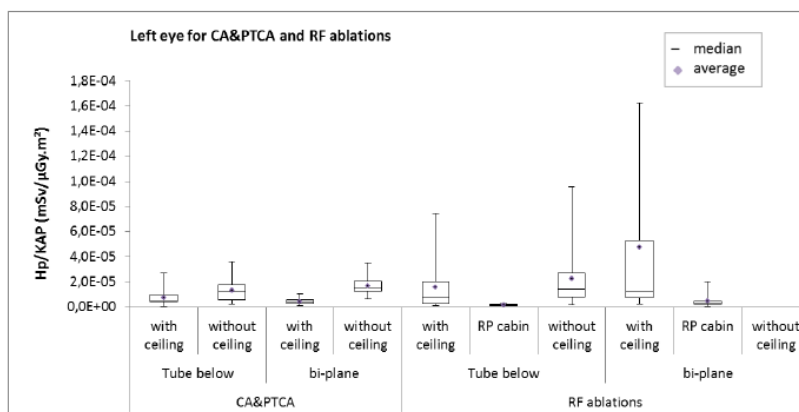 Left eye for CA&PTCA and RF ablations
– median
average
Hp/KAP (mSv/µGy.m²)
1,8E-04
1,6E-04
1,4E-04
1,2E-04
1,0E-04
8,0E-05
6,0E-05
4,0E-05
2,0E-05
0,0E+00
with ceiling
without ceiling
with ceiling
without ceiling
with ceiling
RP cabin
without ceiling
with ceiling
RP cabin
without ceiling
Tube below
bi-plane
Tube below
bi-plane
CA&PTCA
RF ablations